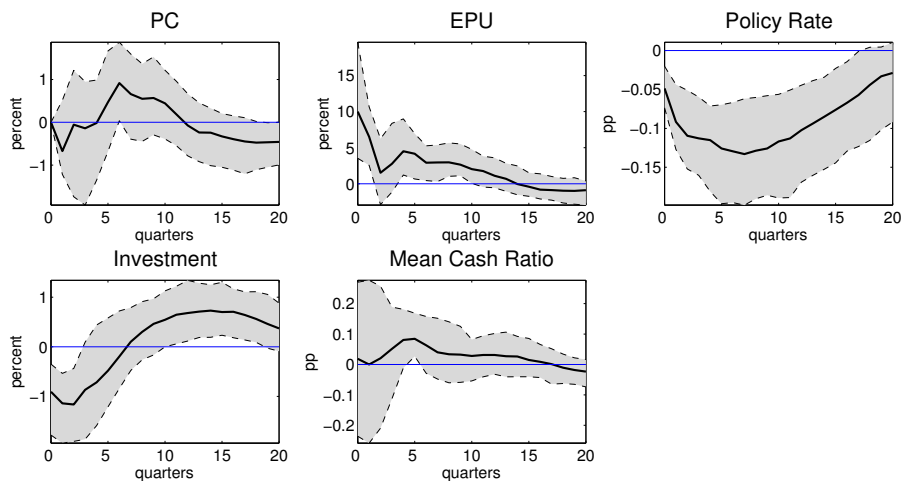 PC
EPU
Policy Rate
percent
1
0
−1
percent
15
10
5
0
pp
0
−0.05
−0.1
−0.15
0 5 10 15 20
0 5 10 15 20
0 5 10 15 20
quarters
quarters
quarters
Investment
Mean Cash Ratio
percent
1
0
−1
pp
0.2
0.1
0
−0.1
−0.2
0 5 10 15 20
0 5 10 15 20
quarters
quarters